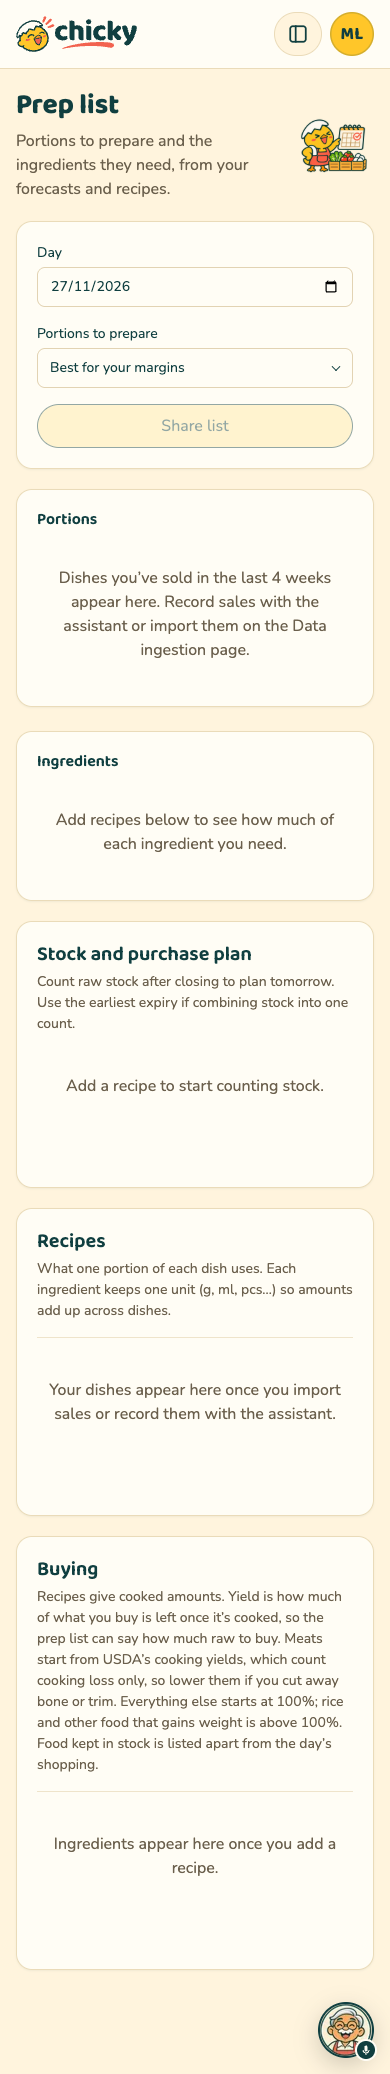 chicky
ML
Prep list
Portions to prepare and the
ingredients they need, from your
forecasts and recipes.
Day
27/11/2026
Portions to prepare
Best for your margins
Share list
Portions
Dishes you’ve sold in the last 4 weeks
appear here. Record sales with the
assistant or import them on the Data
ingestion page.
Ingredients
Add recipes below to see how much of
each ingredient you need.
Stock and purchase plan
Count raw stock after closing to plan tomorrow.
Use the earliest expiry if combining stock into one
count.
Add a recipe to start counting stock.
Recipes
What one portion of each dish uses. Each
ingredient keeps one unit (g, ml, pcs…) so amounts
add up across dishes.
Your dishes appear here once you import
sales or record them with the assistant.
Buying
Recipes give cooked amounts. Yield is how much
of what you buy is left once it’s cooked, so the
prep list can say how much raw to buy. Meats
start from USDA’s cooking yields, which count
cooking loss only, so lower them if you cut away
bone or trim. Everything else starts at 100%; rice
and other food that gains weight is above 100%.
Food kept in stock is listed apart from the day’s
shopping.
Ingredients appear here once you add a
recipe.